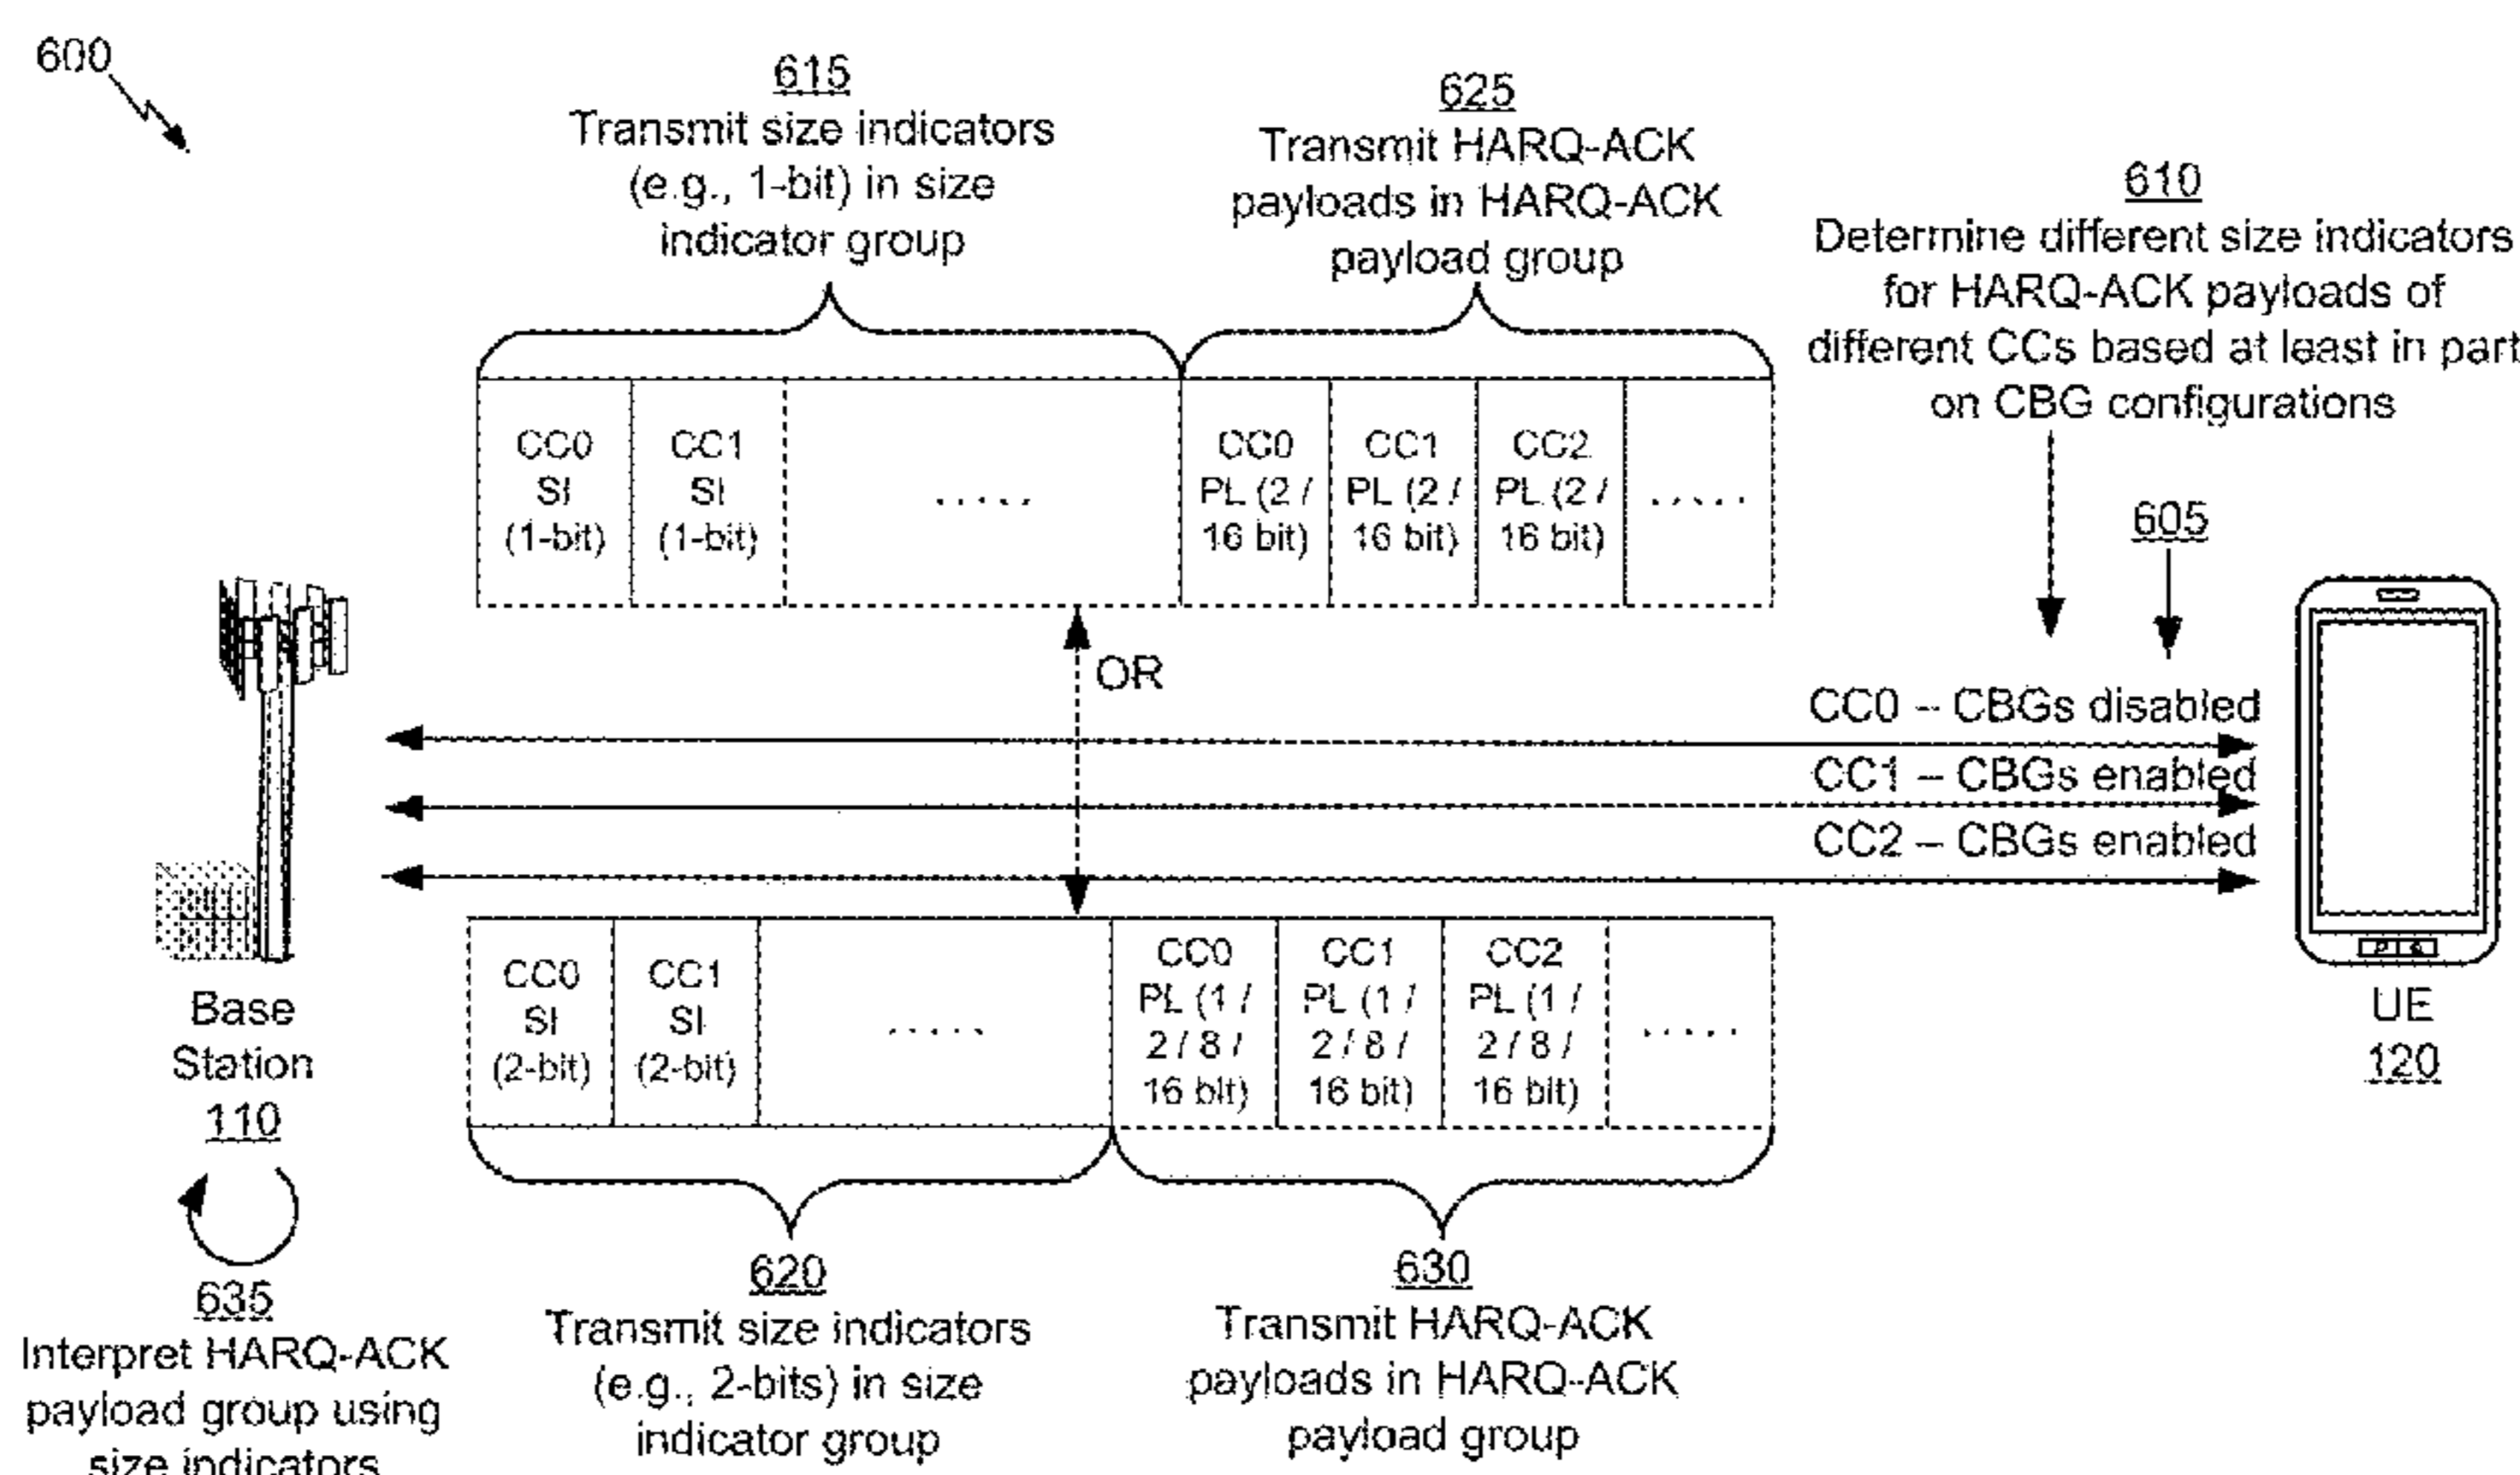 600
615
Transmit size indicators
(e.g., 1-bit) in size
indicator group
625
Transmit HARQ-ACK
payloads in HARQ-ACK
payload group
610
Determine different size indicators
for HARQ-ACK payloads of
different CCs based at least in part
on CBG configurations
605
CC0
SI
(1-bit)
CC1
SI
(1-bit)
.....
CC0
PL (2 /
16 bit)
CC1
PL (2 /
16 bit)
CC2
PL (2 /
16 bit)
.....
OR
CC0 – CBGs disabled
CC1 – CBGs enabled
CC2 – CBGs enabled
CC0
SI
(2-bit)
CC1
SI
(2-bit)
.....
CC0
PL (1 /
2 / 8 /
16 bit)
CC1
PL (1 /
2 / 8 /
16 bit)
CC2
PL (1 /
2 / 8 /
16 bit)
.....
Base
Station
110
UE
120
635
Interpret HARQ-ACK
payload group using
size indicators
620
Transmit size indicators
(e.g., 2-bits) in size
indicator group
630
Transmit HARQ-ACK
payloads in HARQ-ACK
payload group